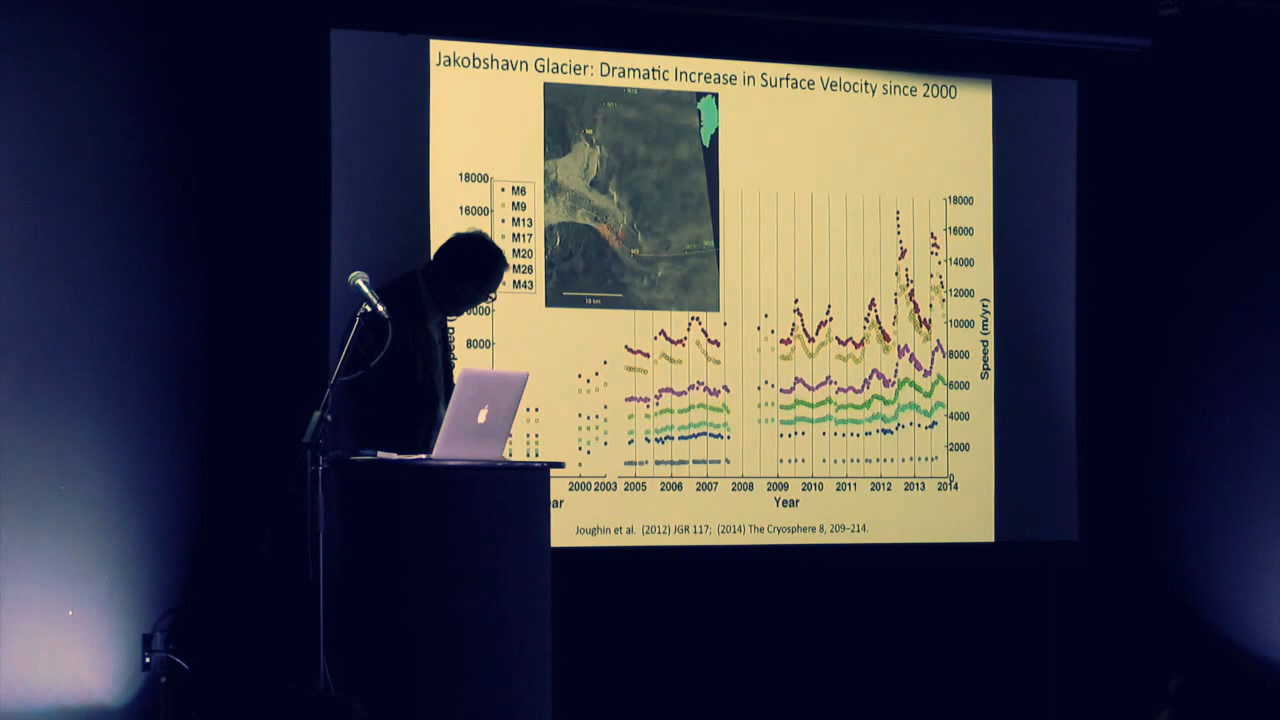 Jakobshavn Glacier: Dramatic Increase in Surface Velocity since 2000
18000
16000
8000
M6
M9
M13
M17
M20
M26
M43
10 km
18000
16000
14000
12000
10000
8000
6000
4000
2000
0
Speed (m/yr)
2000 2003 2005 2006 2007 2008 2009 2010 2011 2012 2013 2014
Year
Joughin et al. (2012) JGR 117; (2014) The Cryosphere 8, 209–214.